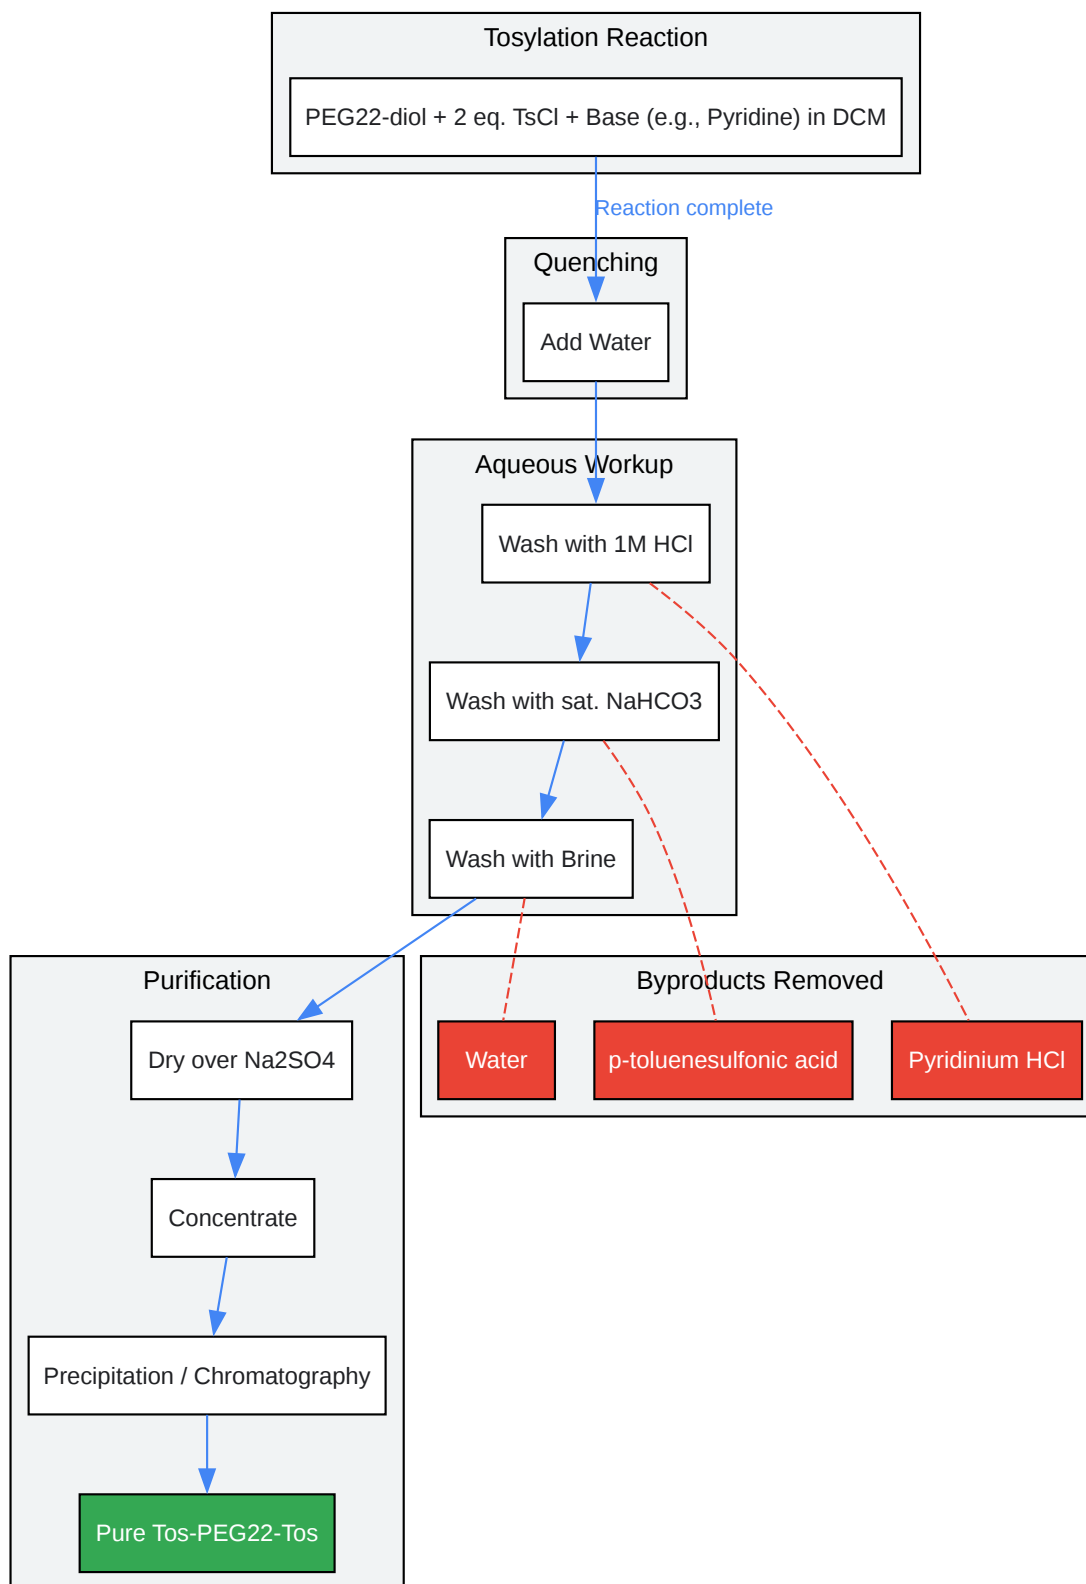 Tosylation Reaction
PEG22-diol + 2 eq. TsCl + Base (e.g., Pyridine) in DCM
Reaction complete
Quenching
Add Water
Aqueous Workup
Wash with 1M HCl
Wash with sat. NaHCO3
Wash with Brine
Purification
Dry over Na2SO4
Concentrate
Precipitation / Chromatography
Pure Tos-PEG22-Tos
Byproducts Removed
Water
p-toluenesulfonic acid
Pyridinium HCl